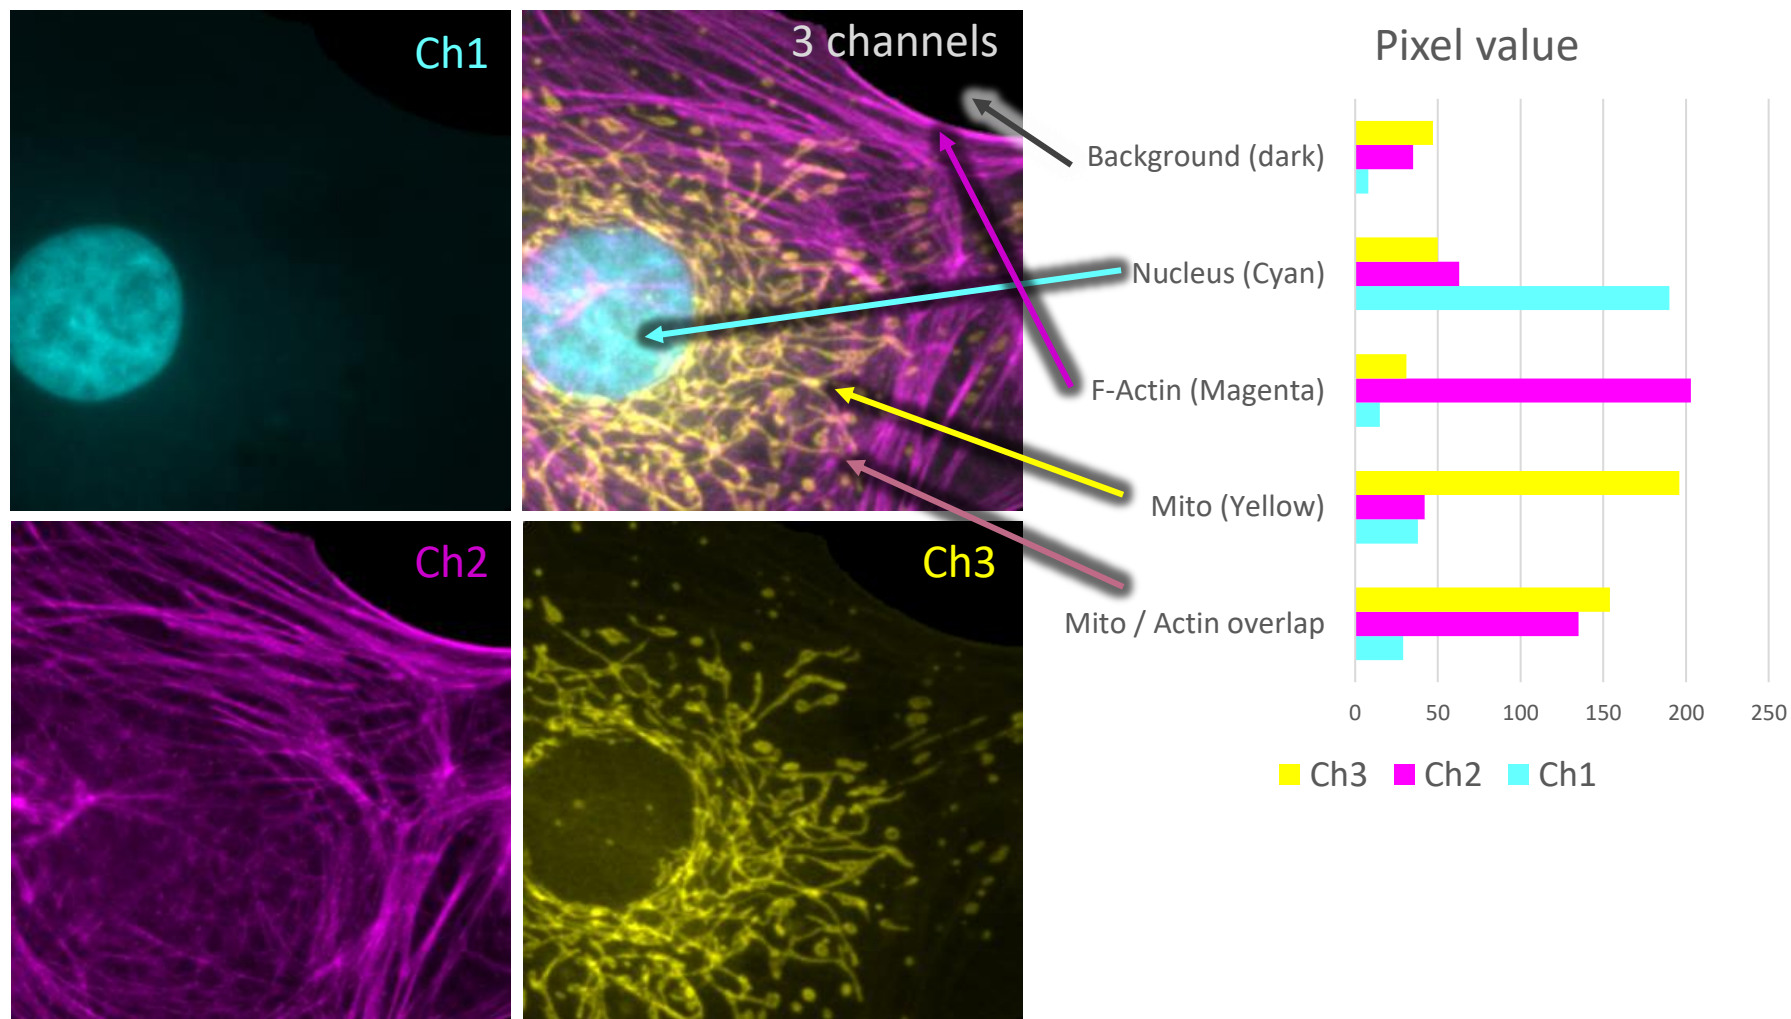 Ch1
3 channels
Ch2
Ch3
Pixel value
Background (dark)
Nucleus (Cyan)
F-Actin (Magenta)
Mito (Yellow)
Mito / Actin overlap
0 50 100 150 200 250
Ch3 Ch2 Ch1